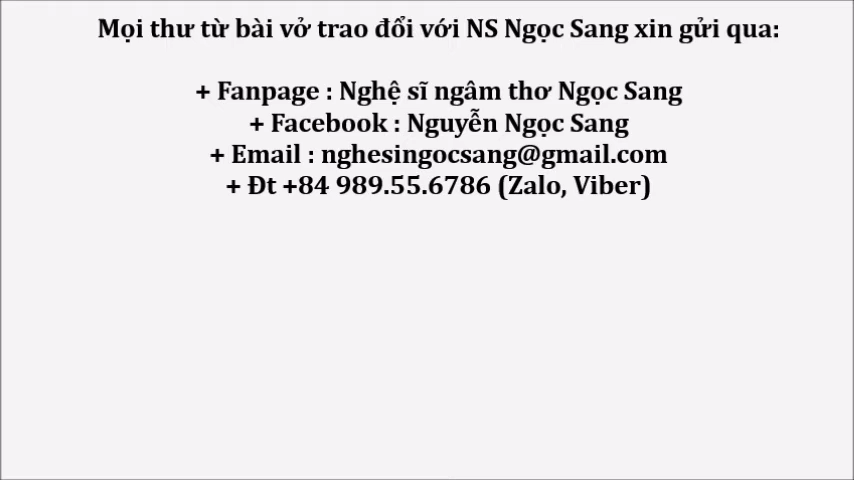 Mọi thư từ bài vở trao đổi với NS Ngọc Sang xin gửi qua:
+ Fanpage : Nghệ sĩ ngâm thơ Ngọc Sang
+ Facebook : Nguyễn Ngọc Sang
+ Email : nghesingocsang@gmail.com
+ Đt +84 989.55.6786 (Zalo, Viber)